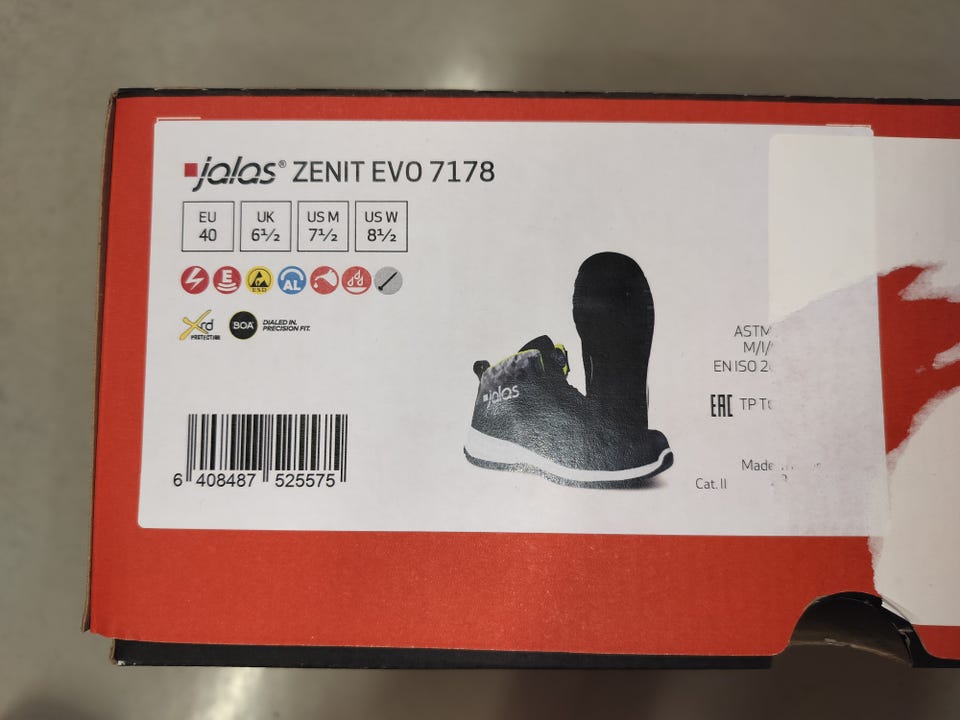 jalas® ZENIT EVO 7178
EU
40
UK
6½
US M
7½
US W
8½
E
ESD
AL
xrd
PROTECTION
BOA
DIALED IN.
PRECISION FIT.
jalas
6 408487 525575
ASTM
M/I/
EN ISO 2
EAC TP T
Made
Cat. II